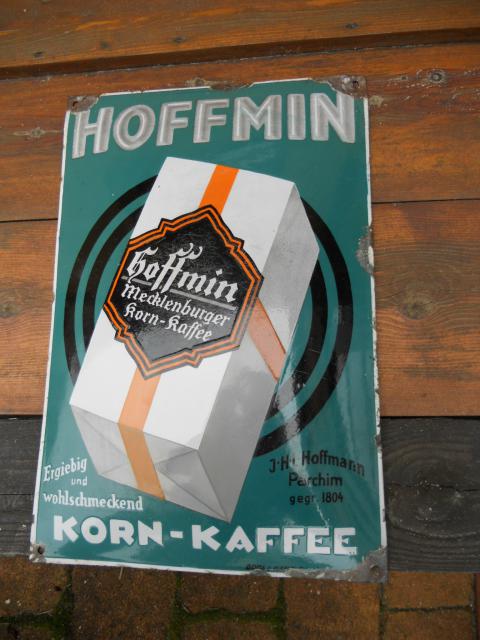 HOFFMIN
Hoffmin
Mecklenburger
Korn-Kaffee
Ergiebig
und
wohlschmeckend
J.H. Hoffmann
Parchim
gegr. 1804
KORN-KAFFEE